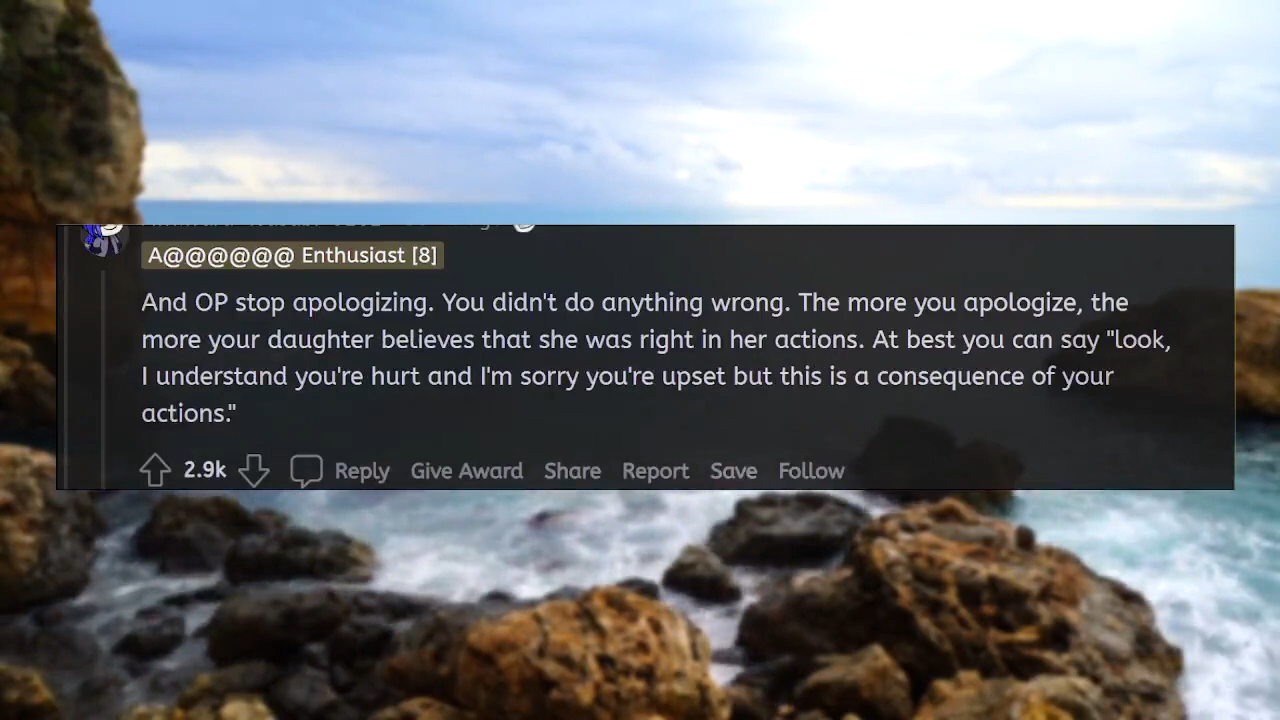 A@@@@@@ Enthusiast [8]
And OP stop apologizing. You didn't do anything wrong. The more you apologize, the
more your daughter believes that she was right in her actions. At best you can say "look,
I understand you're hurt and I'm sorry you're upset but this is a consequence of your
actions."
2.9k Reply Give Award Share Report Save Follow